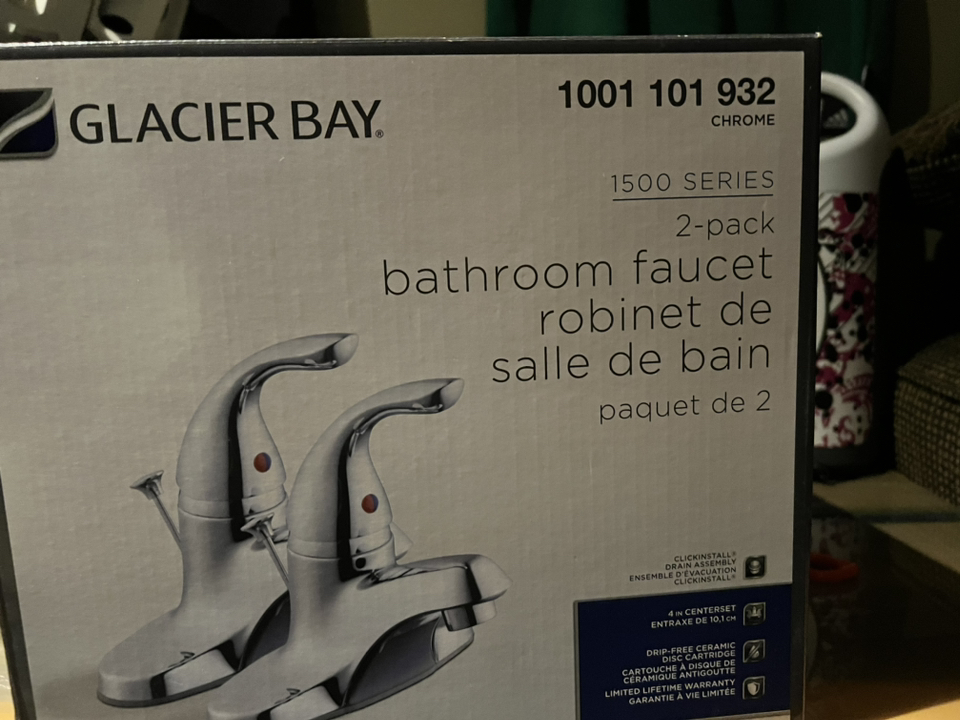 GLACIER BAY®
1001 101 932
CHROME
1500 SERIES
2-pack
bathroom faucet
robinet de
salle de bain
paquet de 2
CLICKINSTALL®
DRAIN ASSEMBLY
ENSEMBLE D'ÉVACUATION
CLICKINSTALL®
4 IN CENTERSET
ENTRAXE DE 10,1 CM
DRIP-FREE CERAMIC
DISC CARTRIDGE
CARTOUCHE À DISQUE DE
CÉRAMIQUE ANTIGOUTTE
LIMITED LIFETIME WARRANTY
GARANTIE À VIE LIMITÉE